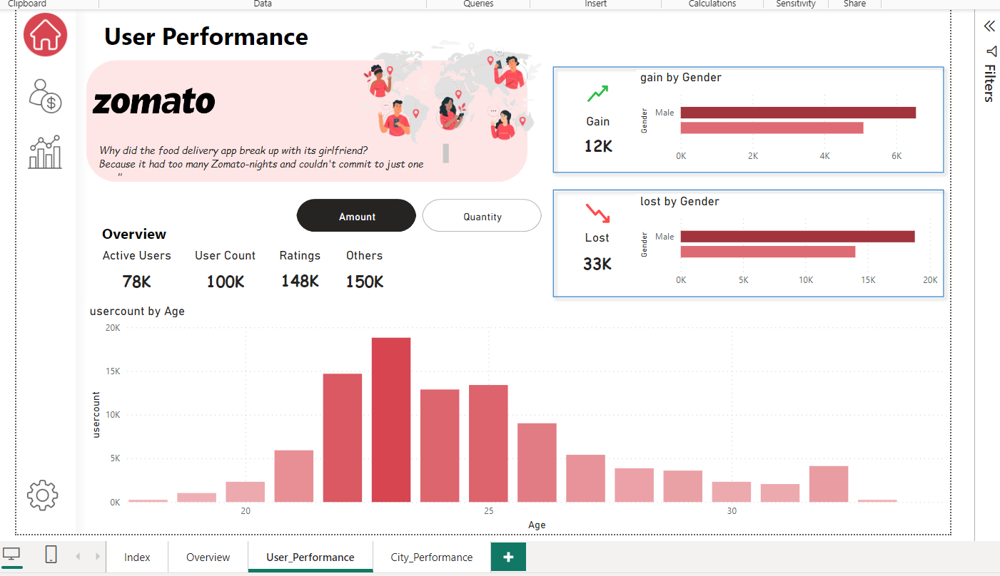 Clipboard
Data
Queries
Insert
Calculations
Sensitivity
Share
User Performance
zomato
Why did the food delivery app break up with its girlfriend?
Because it had too many Zomato-nights and couldn't commit to just one
"
gain by Gender
Gain
12K
Gender
Male
0K
2K
4K
6K
lost by Gender
Lost
33K
Gender
Male
0K
5K
10K
15K
20K
Amount
Quantity
Overview
Active Users
User Count
Ratings
Others
78K
100K
148K
150K
usercount by Age
usercount
20K
15K
10K
5K
0K
20
25
30
Age
Filters
Index
Overview
User_Performance
City_Performance